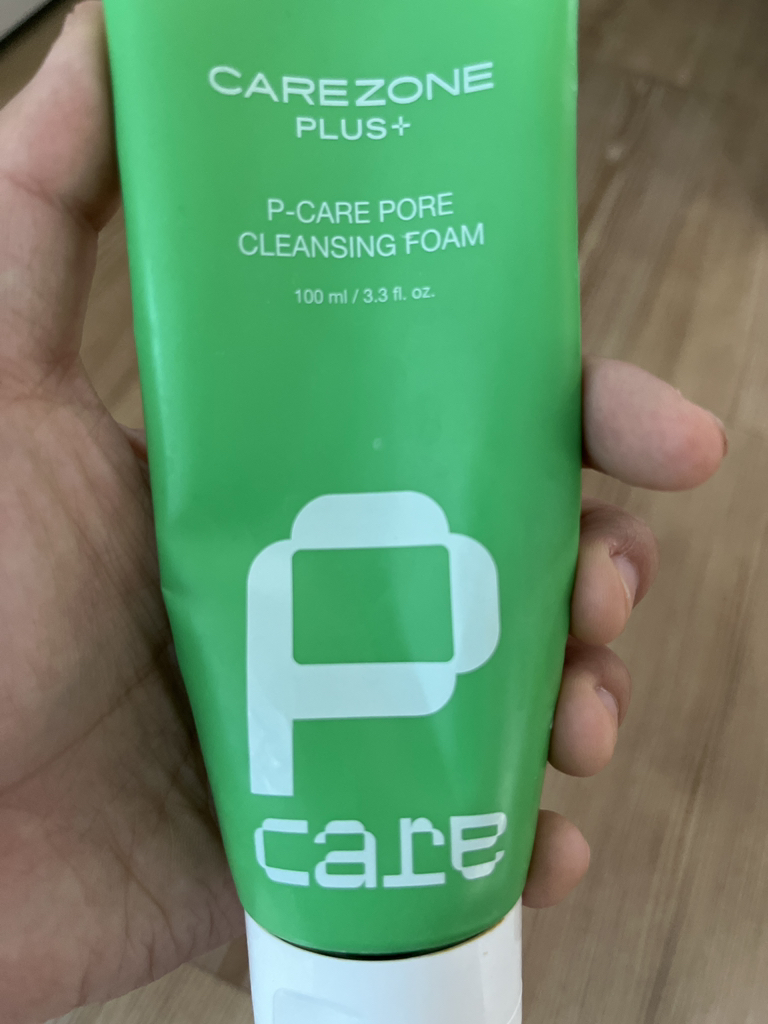 CAREZONE
PLUS+
P-CARE PORE
CLEANSING FOAM
100 ml / 3.3 fl. oz.
P
care